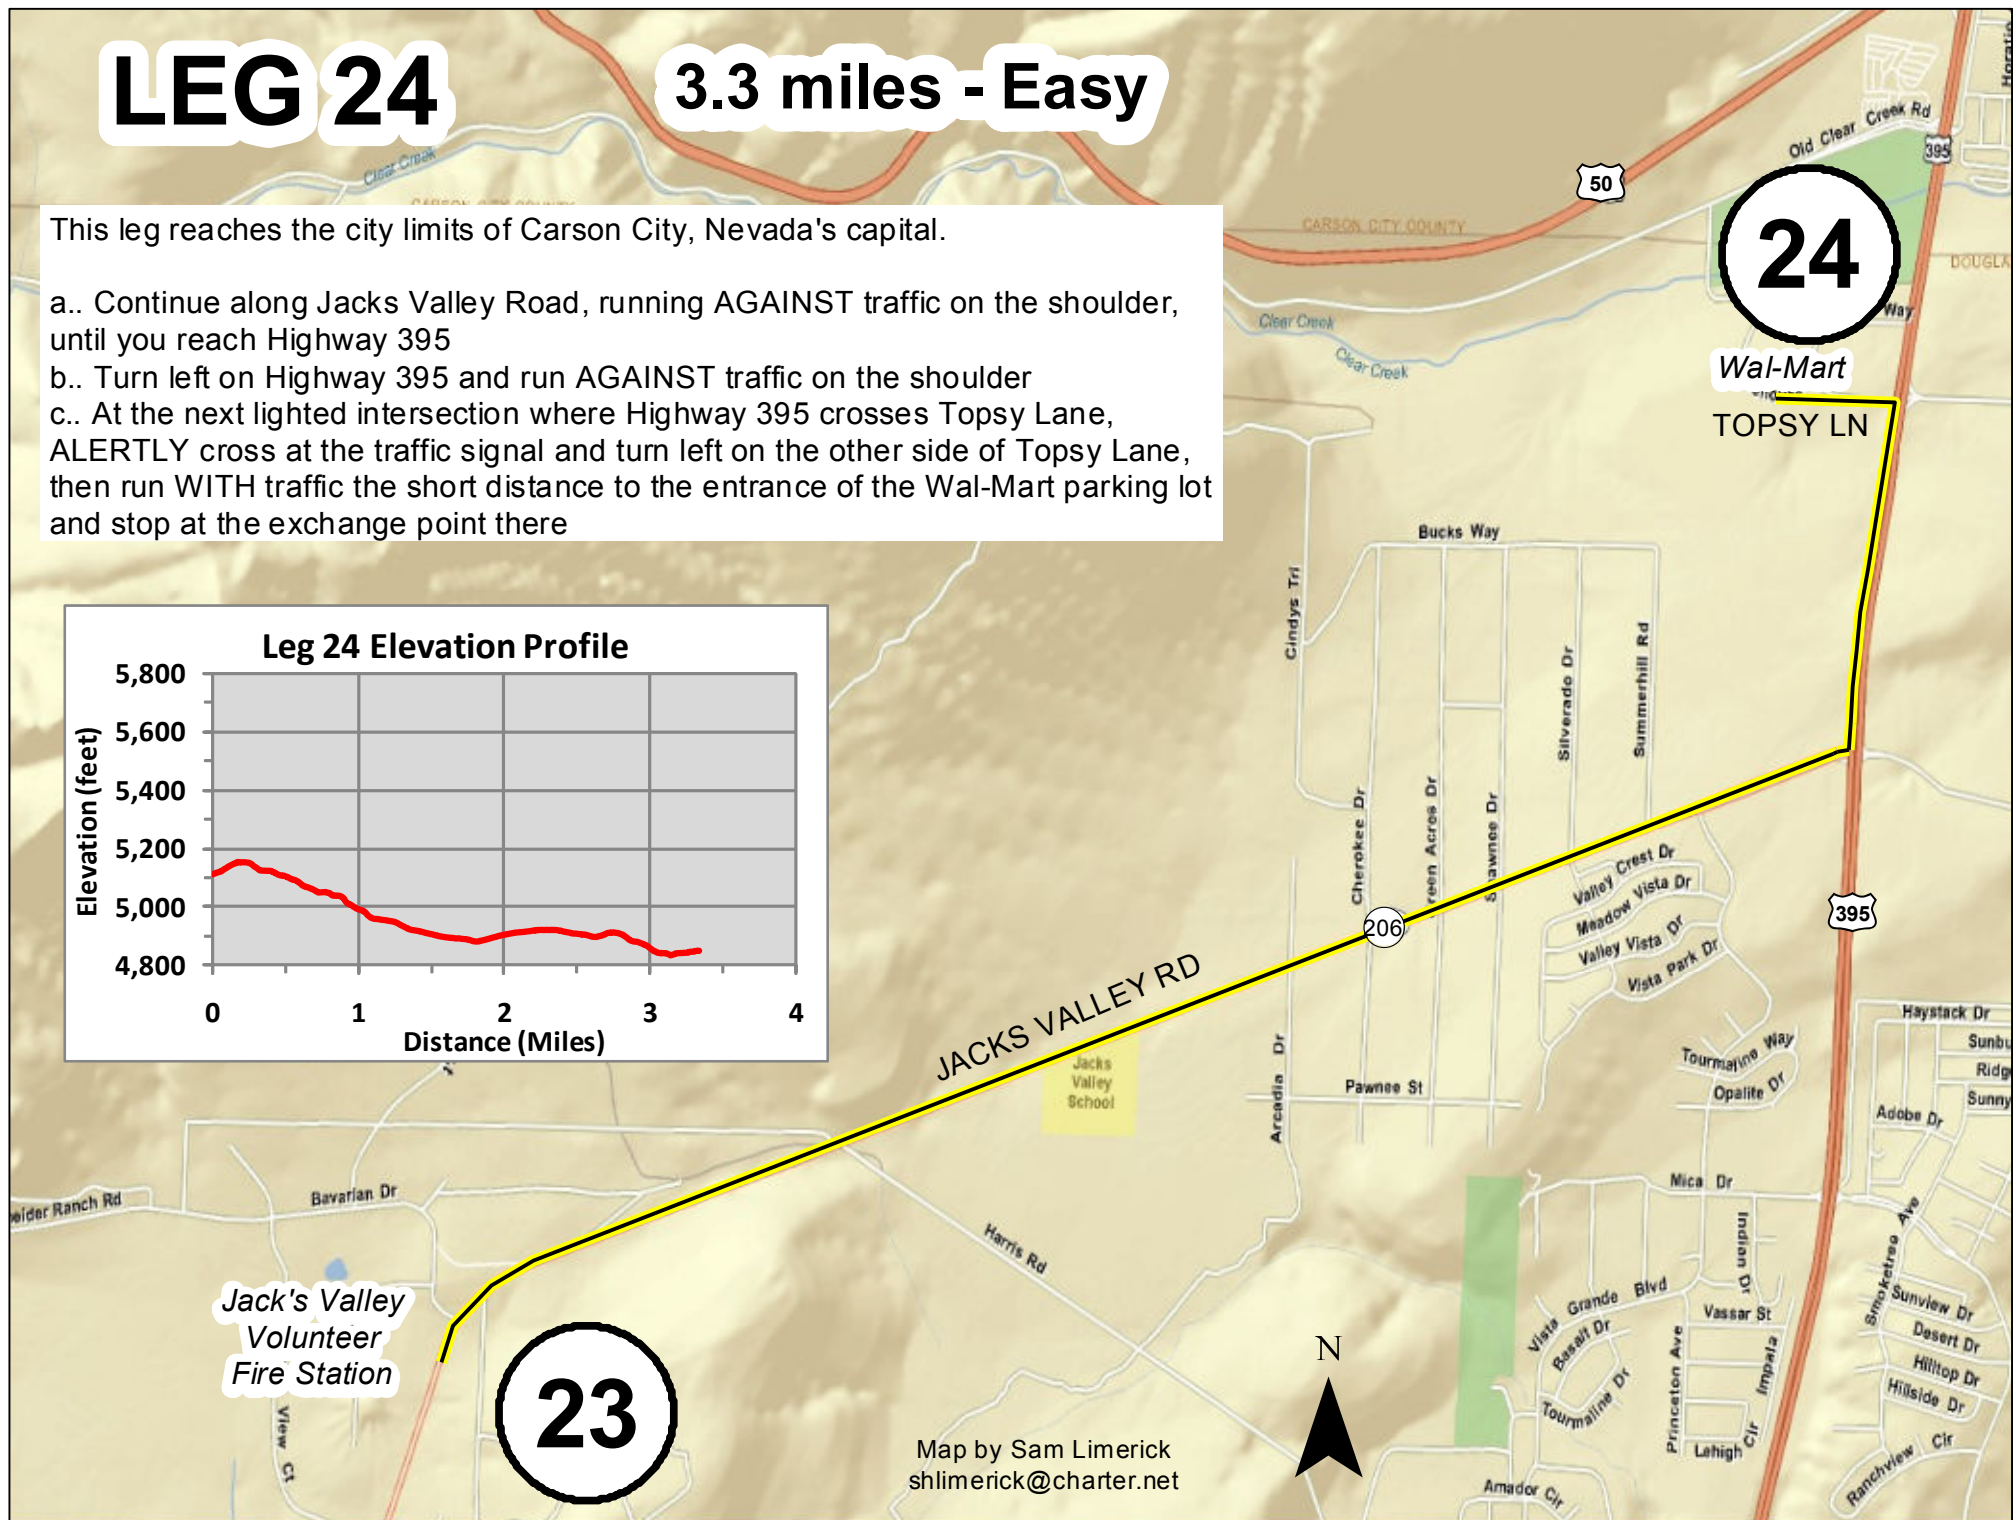 LEG 24
3.3 miles - Easy
This leg reaches the city limits of Carson City, Nevada's capital.
a.. Continue along Jacks Valley Road, running AGAINST traffic on the shoulder,
until you reach Highway 395
b.. Turn left on Highway 395 and run AGAINST traffic on the shoulder
c.. At the next lighted intersection where Highway 395 crosses Topsy Lane,
ALERTLY cross at the traffic signal and turn left on the other side of Topsy Lane,
then run WITH traffic the short distance to the entrance of the Wal-Mart parking lot
and stop at the exchange point there
Clear Creek
50
Old Clear Creek Rd
395
CARSON CITY COUNTY
24
Way
Clear Creek
Clear Creek
Wal-Mart
TOPSY LN
Leg 24 Elevation Profile
5,800
5,600
5,400
5,200
5,000
4,800
Elevation (feet)
0 1 2 3 4
Distance (Miles)
Bucks Way
Cindys Trl
Silverado Dr
Summerhill Rd
Cherokee Dr
Valley Crest Dr
Meadow Vista Dr
Valley Vista Dr
Vista Park Dr
206
395
JACKS VALLEY RD
Jacks
Valley
School
Arcadia Dr
Pawnee St
Tourmaline Way
Opalite Dr
Haystack Dr
Adobe Dr
Mica Dr
Bavarian Dr
Harris Rd
Indian Dr
Smoketree Ave
Vista Grande Blvd
Basalt Dr
Tourmaline Dr
Vassar St
Princeton Ave
Impala
Lehigh Cir
Sunview Dr
Desert Dr
Hilltop Dr
Hillside Dr
Ranchview Cir
Amador Cir
Jack's Valley
Volunteer
Fire Station
View Ct
23
N
Map by Sam Limerick
shlimerick@charter.net